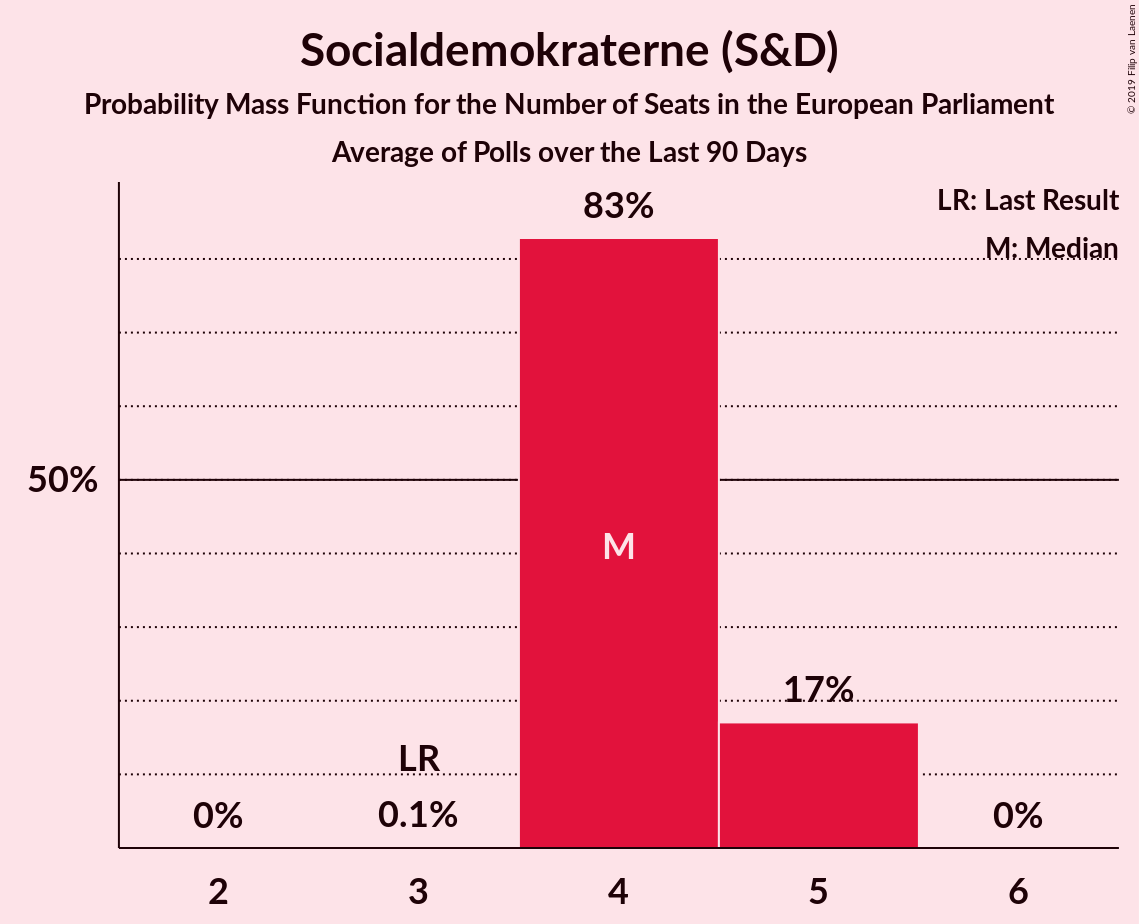 Socialdemokraterne (S&D)
Probability Mass Function for the Number of Seats in the European Parliament
Average of Polls over the Last 90 Days
© 2019 Filip van Laenen
LR: Last Result
M: Median
83%
50%
M
17%
LR
0%
0.1%
0%
2
3
4
5
6